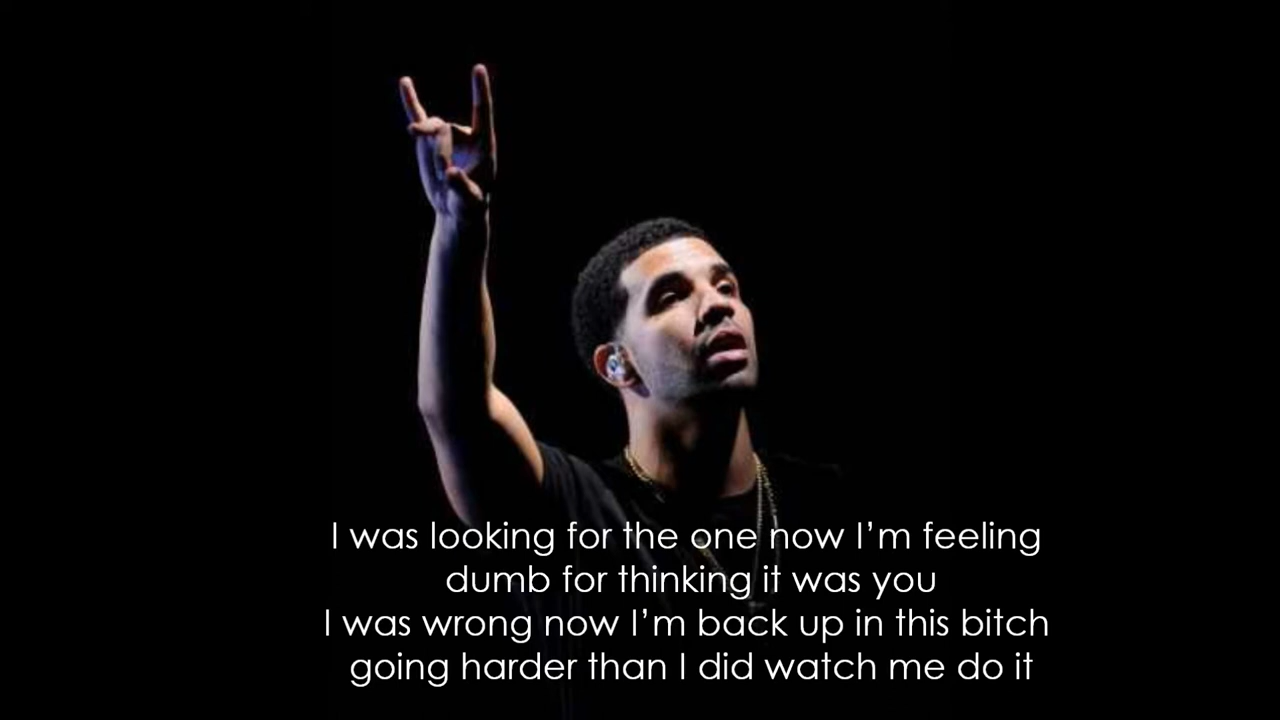 I was looking for the one now I’m feeling
dumb for thinking it was you
I was wrong now I’m back up in this bitch
going harder than I did watch me do it